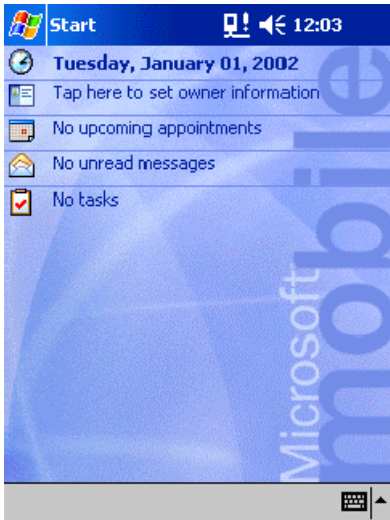 Start 12:03
Tuesday, January 01, 2002
Tap here to set owner information
No upcoming appointments
No unread messages
No tasks
Microsoft
mobile